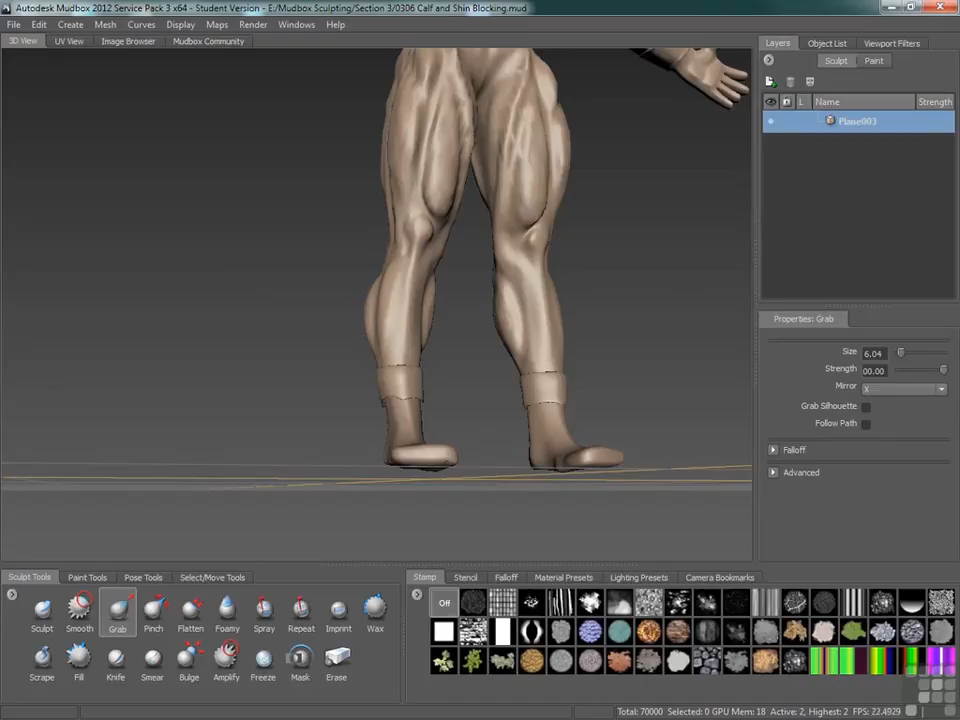 Autodesk Mudbox 2012 Service Pack 3 x64 - Student Version - E:/Mudbox Sculpting/Section 3/0306 Calf and Shin Blocking.mud
File Edit Create Mesh Curves Display Maps Render Windows Help
3D View UV View Image Browser Mudbox Community
Layers Object List Viewport Filters
Sculpt Paint
L Name Strength
Plane003
Properties: Grab
Size 6.04
Strength 00.00
Mirror X
Grab Silhouette
Follow Path
Falloff
Advanced
Sculpt Tools Paint Tools Pose Tools Select/Move Tools
Stamp Stencil Falloff Material Presets Lighting Presets Camera Bookmarks
Off
Sculpt Smooth Grab Pinch Flatten Foamy Spray Repeat Imprint Wax
Scrape Fill Knife Smear Bulge Amplify Freeze Mask Erase
Total: 70000 Selected: 0 GPU Mem: 18 Active: 2, Highest: 2 FPS: 22.4929